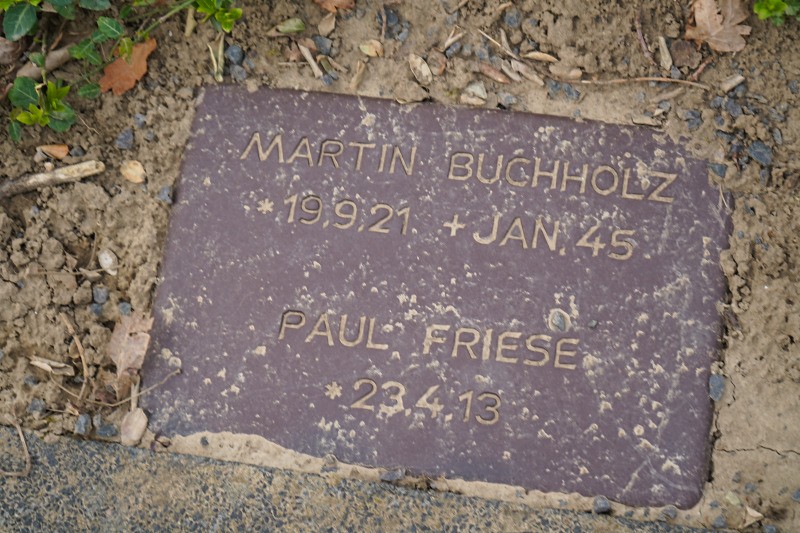 MARTIN BUCHHOLZ
*19.9.21 +JAN.45
PAUL FRIESE
*23.4.13